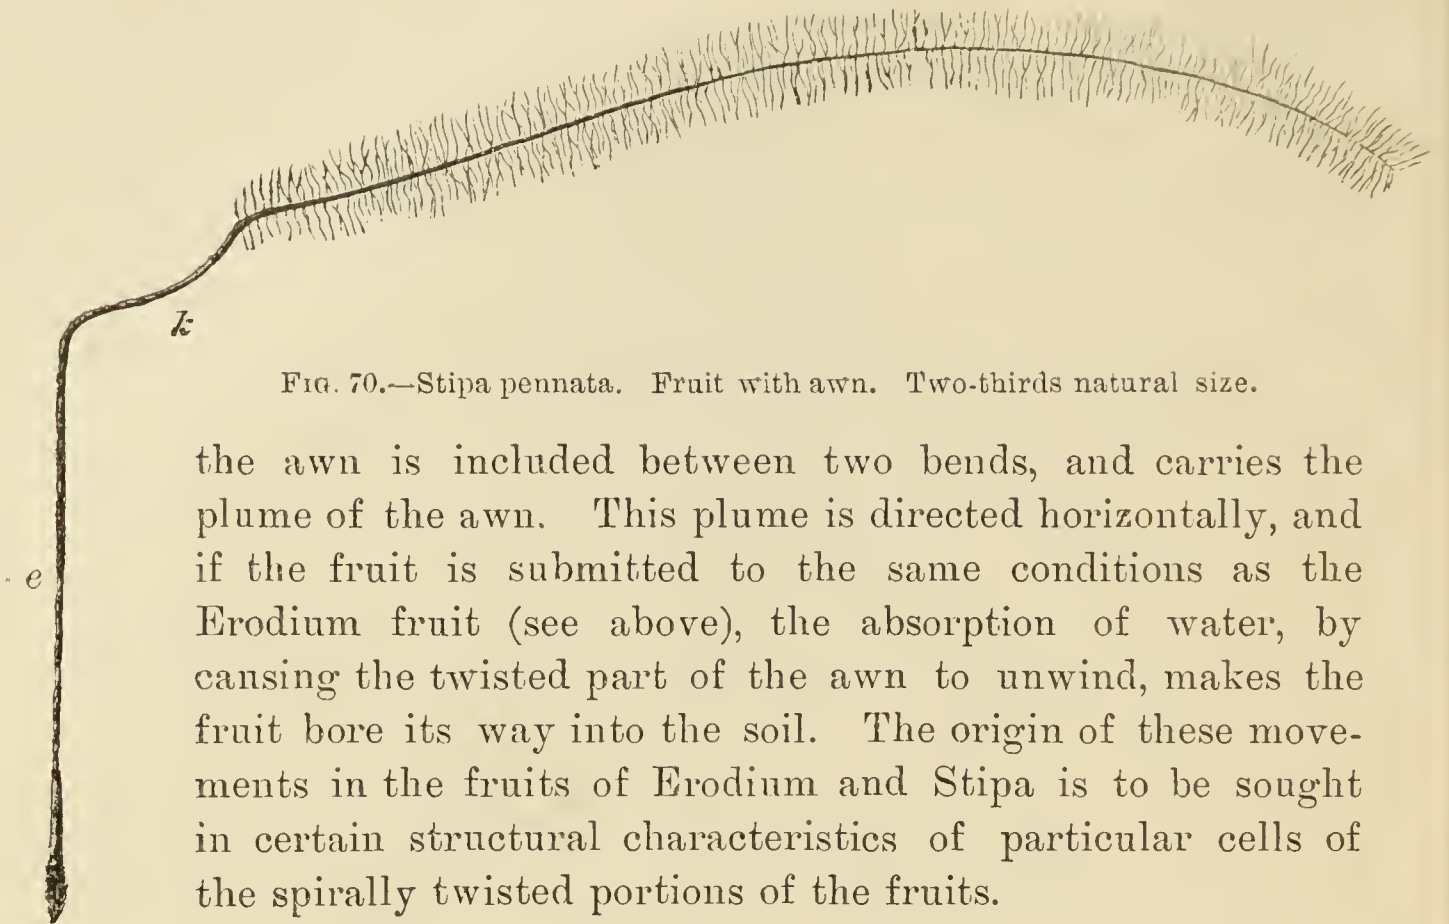 k
FIG. 70.—Stipa pennata. Fruit with awn. Two-thirds natural size.
the awn is included between two bends, and carries the
plume of the awn. This plume is directed horizontally, and
if the fruit is submitted to the same conditions as the
e
Erodium fruit (see above), the absorption of water, by
causing the twisted part of the awn to unwind, makes the
fruit bore its way into the soil. The origin of these move-
ments in the fruits of Erodium and Stipa is to be sought
in certain structural characteristics of particular cells of
the spirally twisted portions of the fruits.